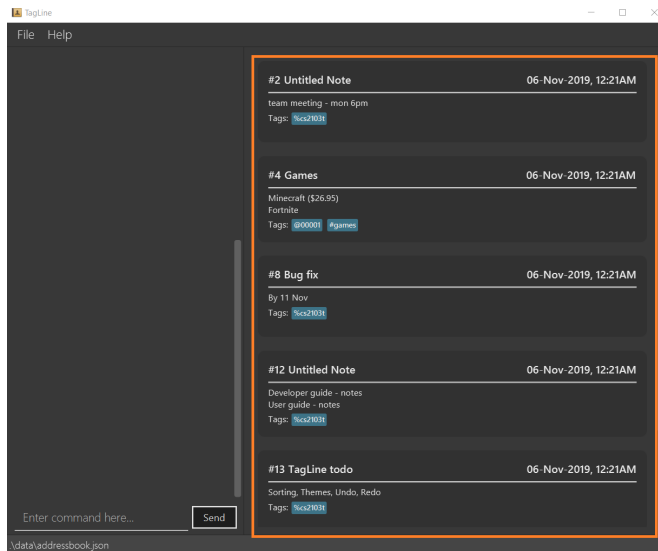 TagLine
File Help
#2 Untitled Note 06-Nov-2019, 12:21AM
team meeting - mon 6pm
Tags: %cs2103t
#4 Games 06-Nov-2019, 12:21AM
Minecraft ($26.95)
Fortnite
Tags: @00001 #games
#8 Bug fix 06-Nov-2019, 12:21AM
By 11 Nov
Tags: %cs2103t
#12 Untitled Note 06-Nov-2019, 12:21AM
Developer guide - notes
User guide - notes
Tags: %cs2103t
#13 TagLine todo 06-Nov-2019, 12:21AM
Sorting, Themes, Undo, Redo
Tags: %cs2103t
Enter command here... Send
\data\addressbook.json